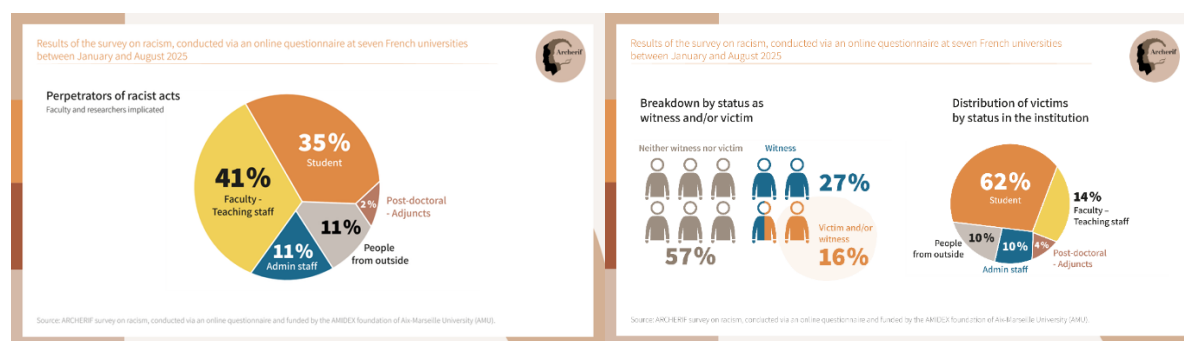 Results of the survey on racism, conducted via an online questionnaire at seven French universities
between January and August 2025
Archerif
Perpetrators of racist acts
Faculty and researchers implicated
35%
Student
41%
Faculty -
Teaching staff
2%
Post-doctoral
- Adjuncts
11%
People
from outside
11%
Admin staff
Source: ARCHERIF survey on racism, conducted via an online questionnaire and funded by the AMIDEX foundation of Aix-Marseille University (AMU).
Results of the survey on racism, conducted via an online questionnaire at seven French universities
between January and August 2025
Archerif
Breakdown by status as
witness and/or victim
Neither witness nor victim
Witness
27%
57%
Victim and/or
witness
16%
Distribution of victims
by status in the institution
62%
Student
14%
Faculty –
Teaching staff
People
from outside
10%
10%
Admin staff
4%
Post-doctoral
- Adjuncts
Source: ARCHERIF survey on racism, conducted via an online questionnaire and funded by the AMIDEX foundation of Aix-Marseille University (AMU).